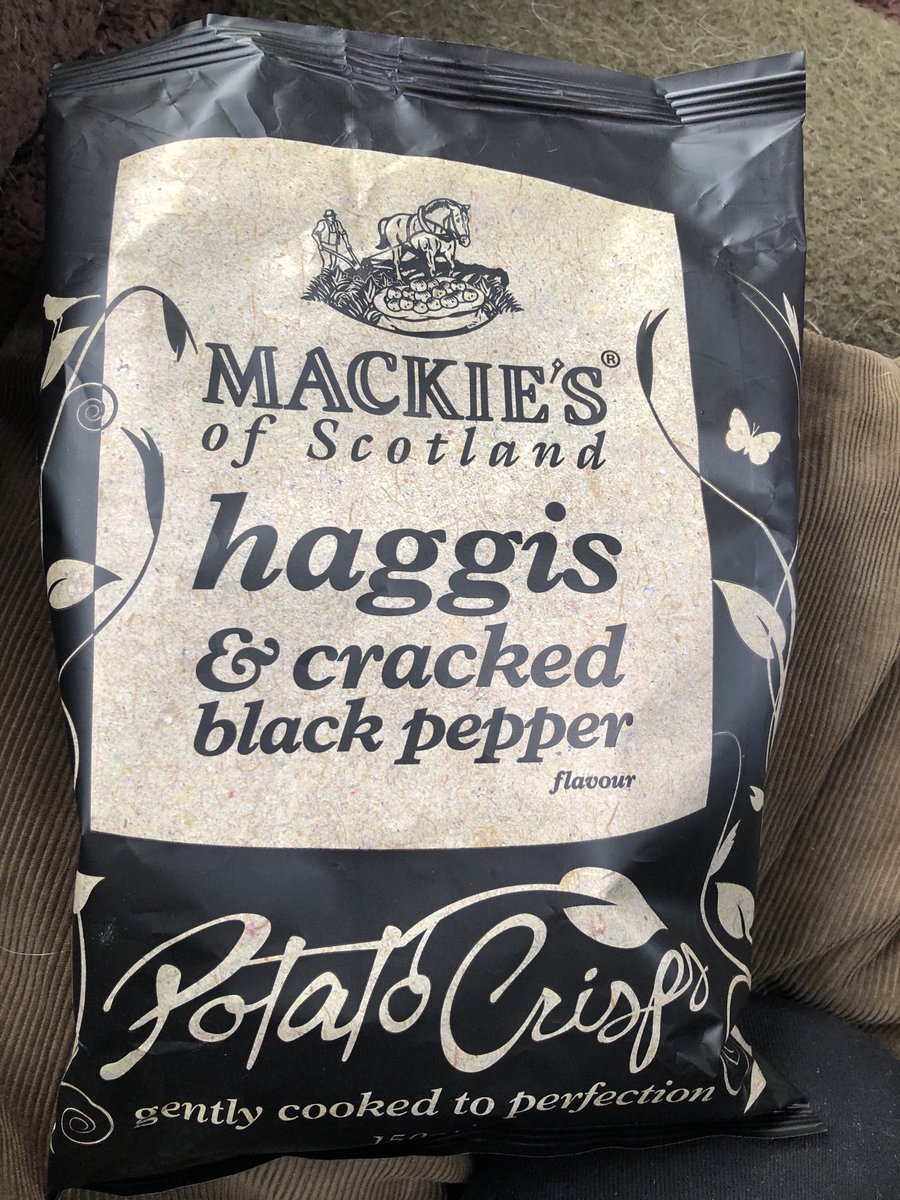 MACKIE'S®
of Scotland
haggis
& cracked
black pepper
flavour
Potato Crisps
gently cooked to perfection